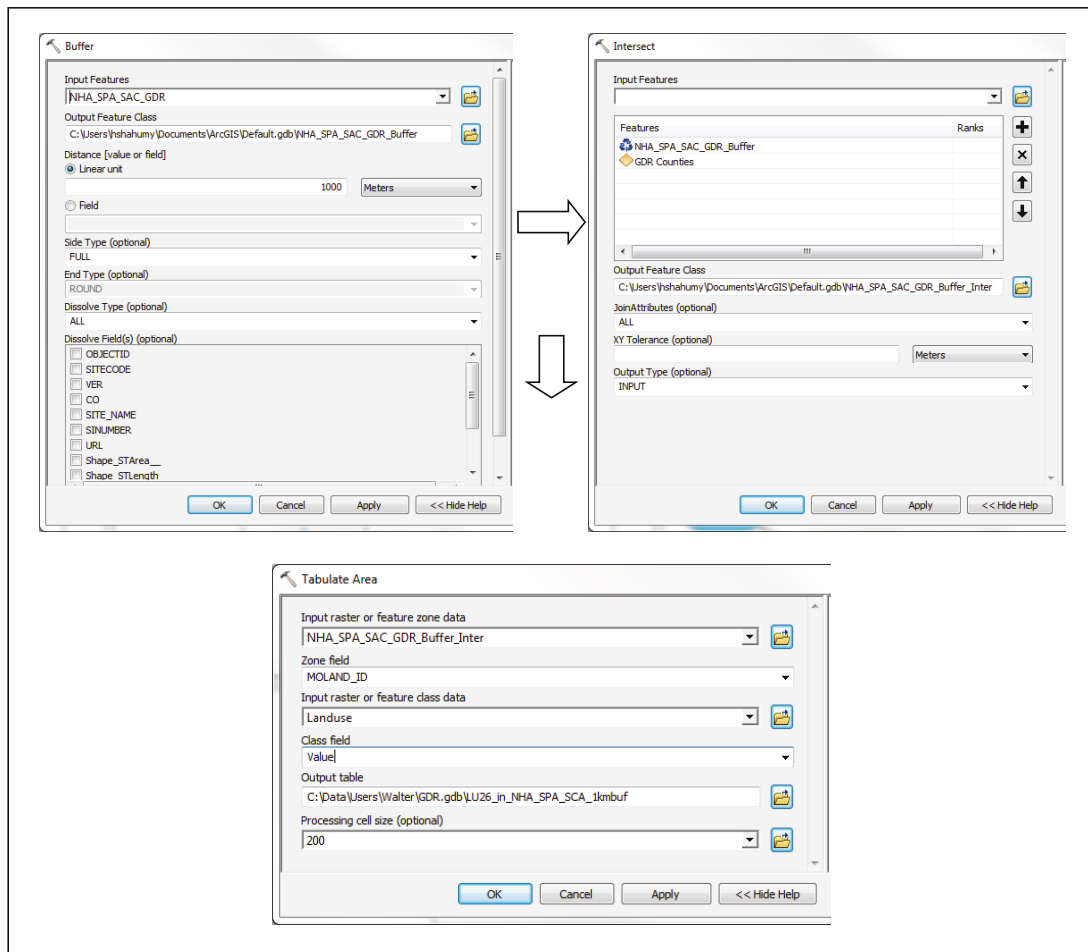 Buffer
Input Features
NHA_SPA_SAC_GDR
Output Feature Class
C:\Users\hshahumy\Documents\ArcGIS\Default.gdb\NHA_SPA_SAC_GDR_Buffer
Distance [value or field]
Linear unit
1000 Meters
Field
Side Type (optional)
FULL
End Type (optional)
ROUND
Dissolve Type (optional)
ALL
Dissolve Field(s) (optional)
OBJECTID
SITECODE
VER
CO
SITE_NAME
SINUMBER
URL
Shape_STArea__
Shape_STLength
OK Cancel Apply << Hide Help
Intersect
Input Features
Features Ranks
NHA_SPA_SAC_GDR_Buffer
GDR Counties
Output Feature Class
C:\Users\hshahumy\Documents\ArcGIS\Default.gdb\NHA_SPA_SAC_GDR_Buffer_Inter
JoinAttributes (optional)
ALL
XY Tolerance (optional)
Meters
Output Type (optional)
INPUT
OK Cancel Apply << Hide Help
Tabulate Area
Input raster or feature zone data
NHA_SPA_SAC_GDR_Buffer_Inter
Zone field
MOLAND_ID
Input raster or feature class data
Landuse
Class field
Value
Output table
C:\Data\Users\Walter\GDR.gdb\LU26_in_NHA_SPA_SCA_1kmbuf
Processing cell size (optional)
200
OK Cancel Apply << Hide Help